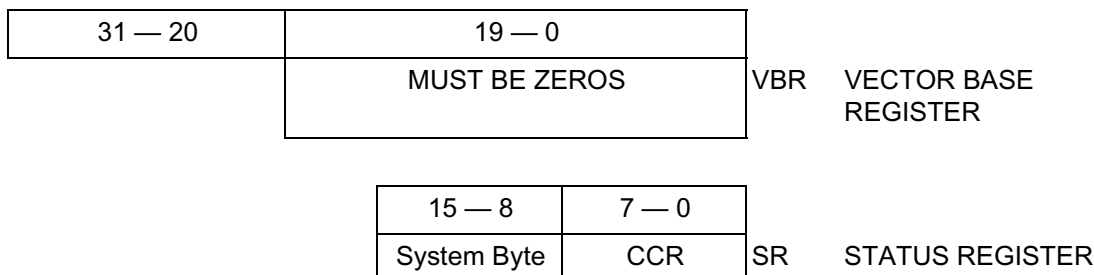 31 — 20 19 — 0
MUST BE ZEROS VBR VECTOR BASE
REGISTER
15 — 8 7 — 0
System Byte CCR SR STATUS REGISTER